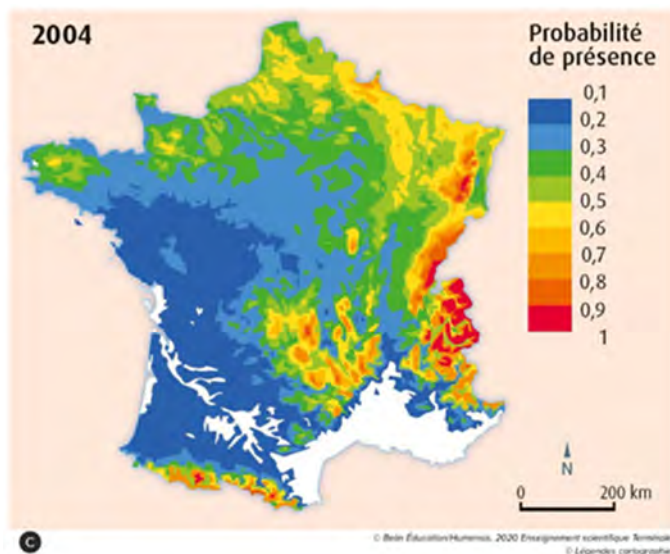 2004
Probabilité
de présence
0,1
0,2
0,3
0,4
0,5
0,6
0,7
0,8
0,9
1
N
0 200 km
C
© Belin Éducation/Humensis, 2020 Enseignement scientifique Terminale
© Légendes cartographie